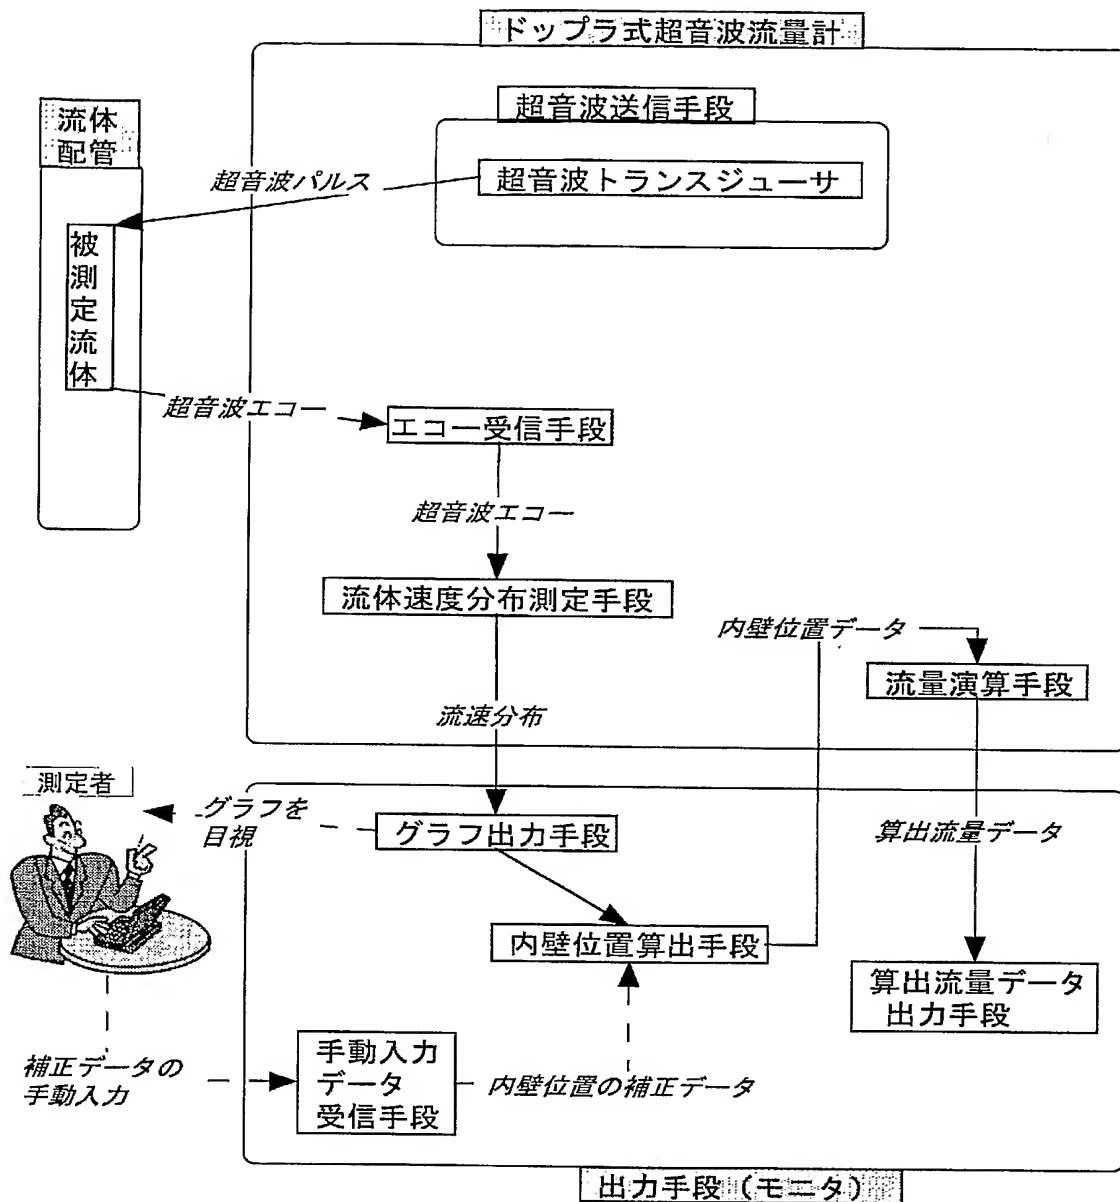 ドップラ式超音波流量計
超音波送信手段
流体
配管
超音波パルス
超音波トランスジューサ
被
測
定
流
体
超音波エコー
エコー受信手段
超音波エコー
流体速度分布測定手段
内壁位置データ
流量演算手段
流速分布
測定者
グラフを
目視
グラフ出力手段
算出流量データ
内壁位置算出手段
算出流量データ
出力手段
補正データの
手動入力
手動入力
データ
受信手段
内壁位置の補正データ
出力手段（モニタ）